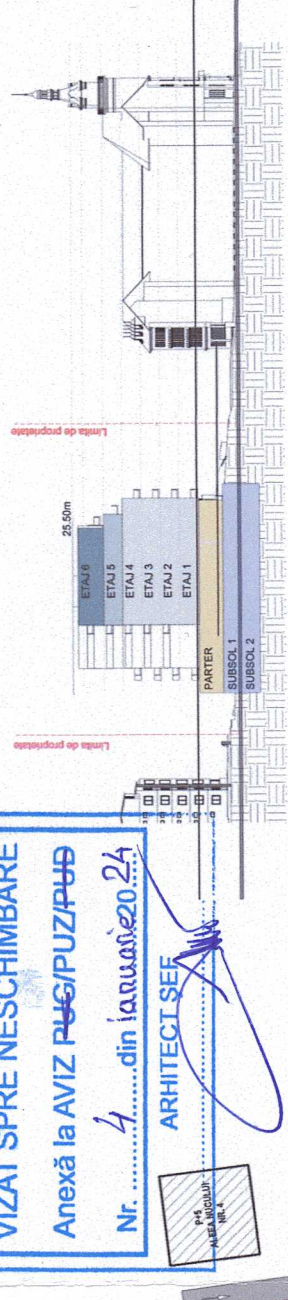 VIZAT SPRE NESCHIMBARE
Anexă la AVIZ PUG/PUZ/PUD
Nr. ......4......din ianuarie 2024
ARHITECT ŞEF
P+5
ALEEA NUCULUI
NR. 4
Limita de proprietate
Limita de proprietate
25.50m
ETAJ 6
ETAJ 5
ETAJ 4
ETAJ 3
ETAJ 2
ETAJ 1
PARTER
SUBSOL 1
SUBSOL 2